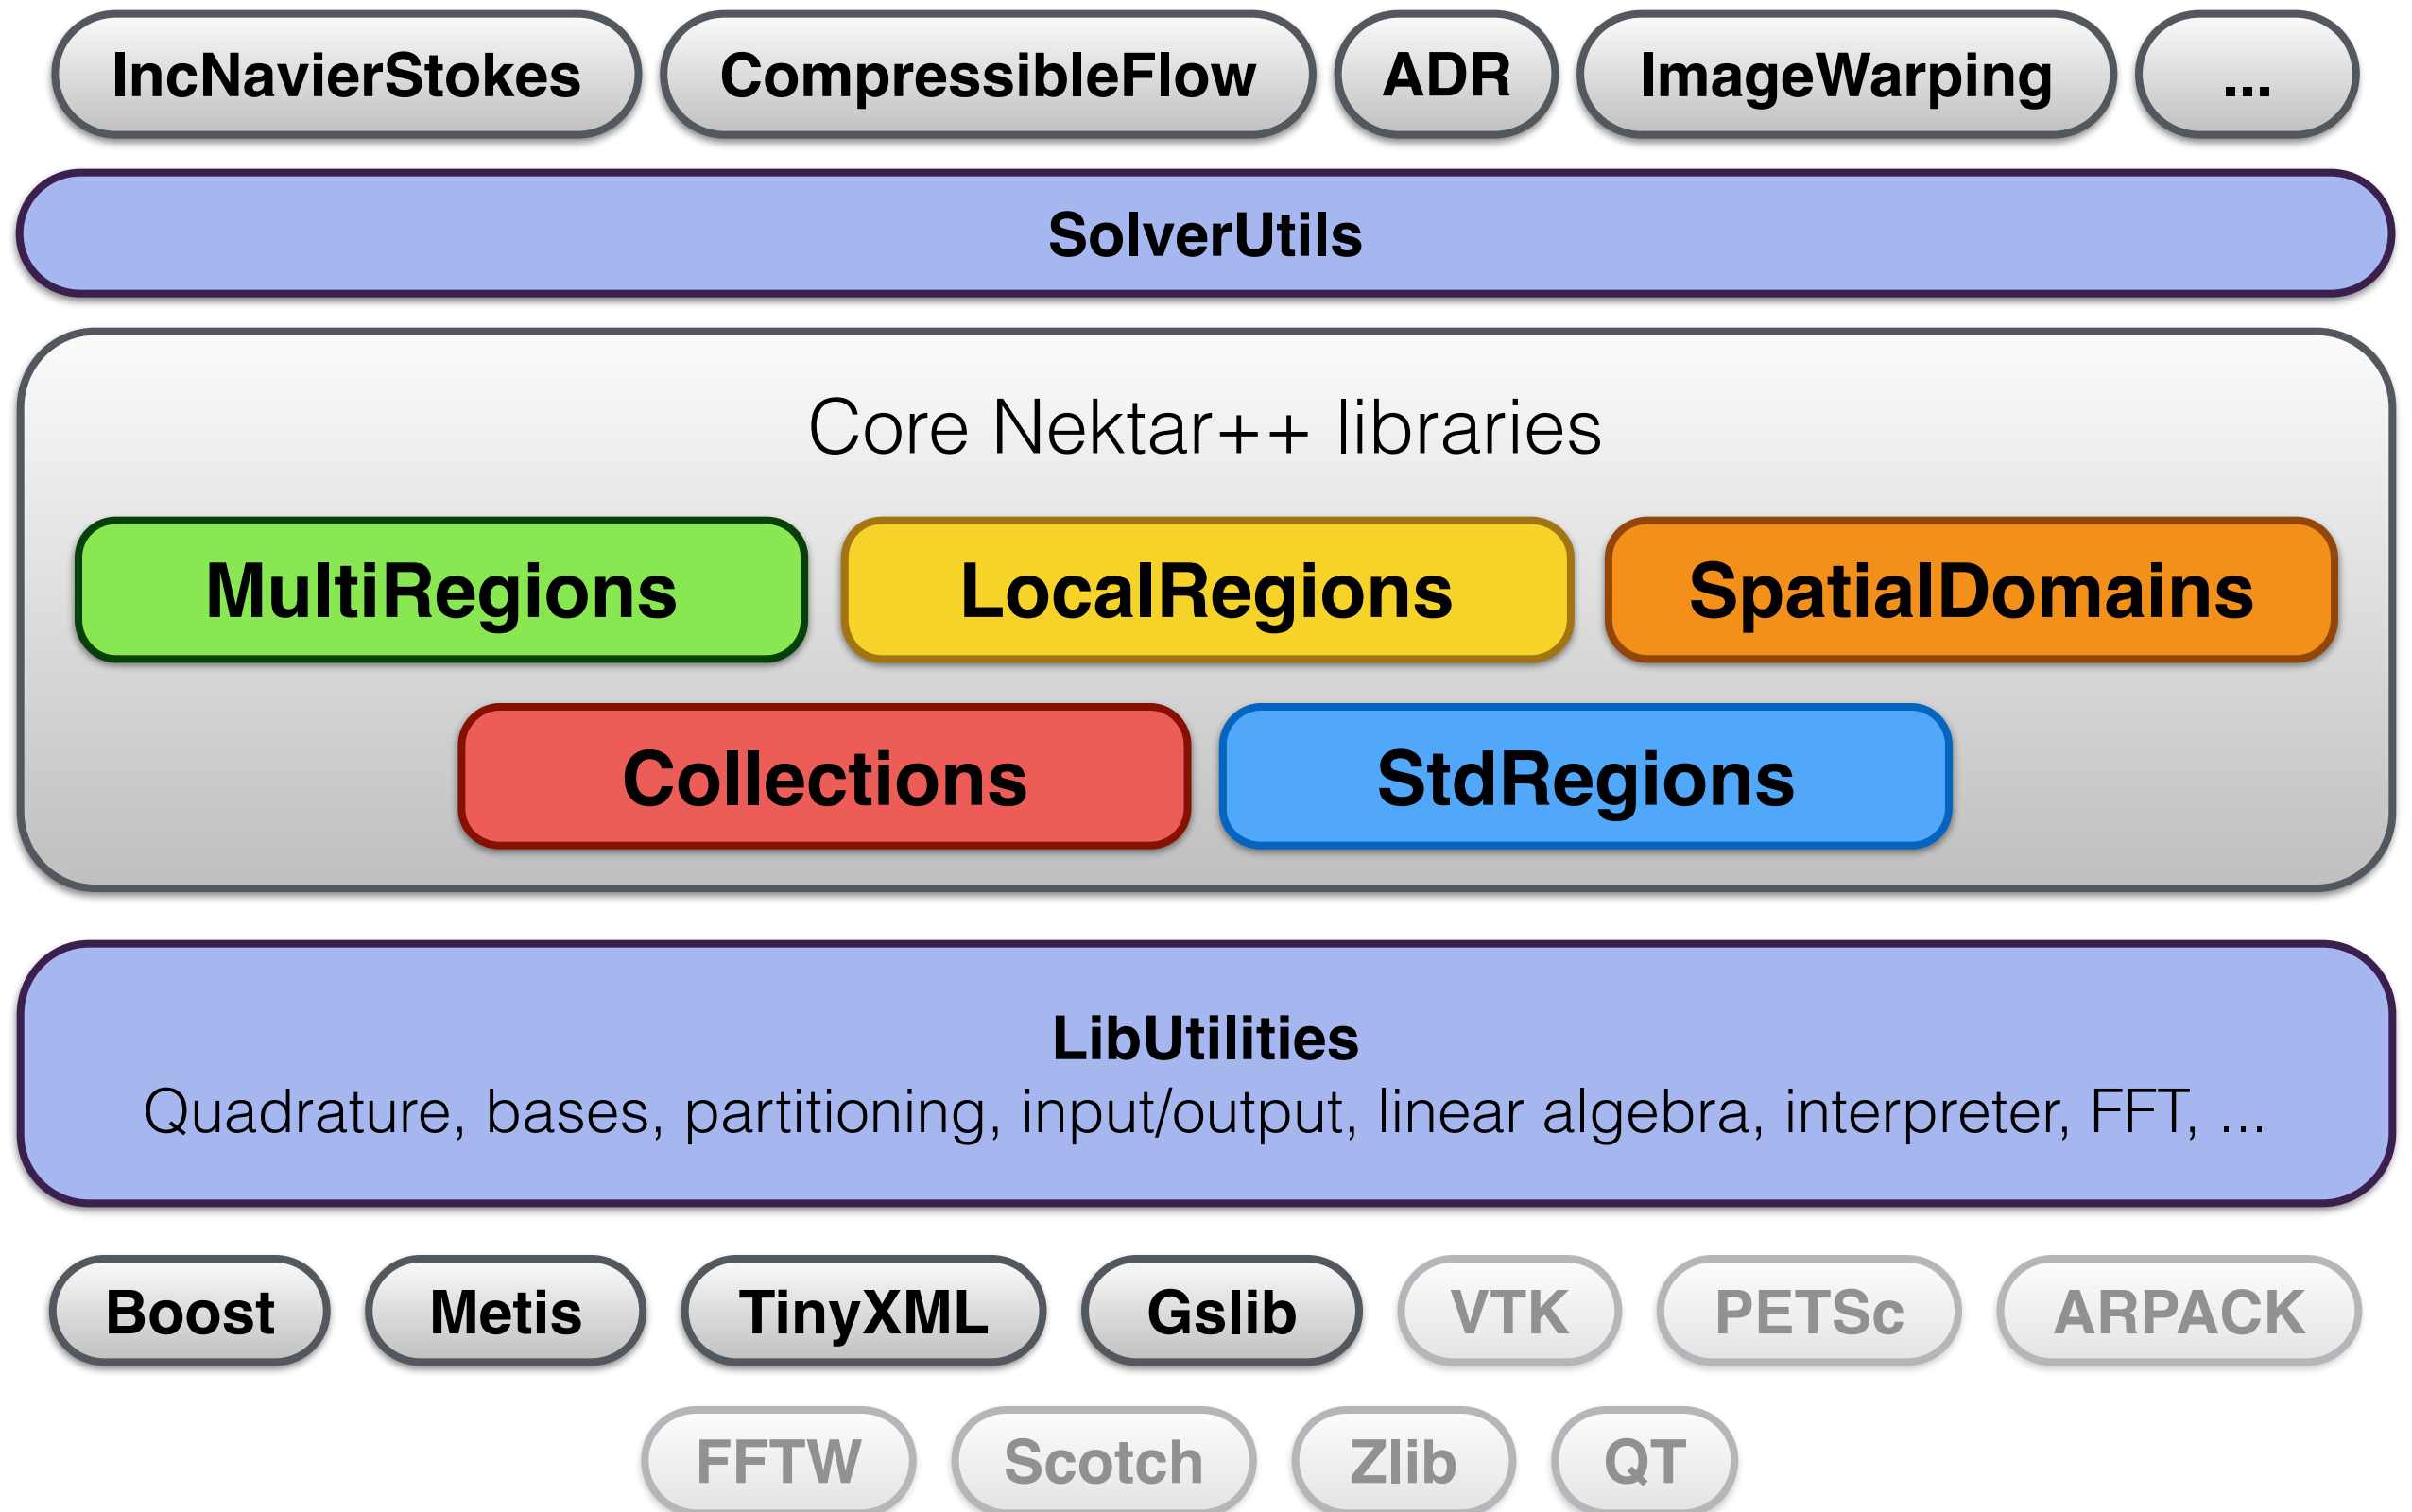 IncNavierStokes CompressibleFlow ADR ImageWarping ...
SolverUtils
Core Nektar++ libraries
MultiRegions LocalRegions SpatialDomains
Collections StdRegions
LibUtilities
Quadrature, bases, partitioning, input/output, linear algebra, interpreter, FFT, ...
Boost Metis TinyXML Gslib VTK PETSc ARPACK
FFTW Scotch Zlib QT